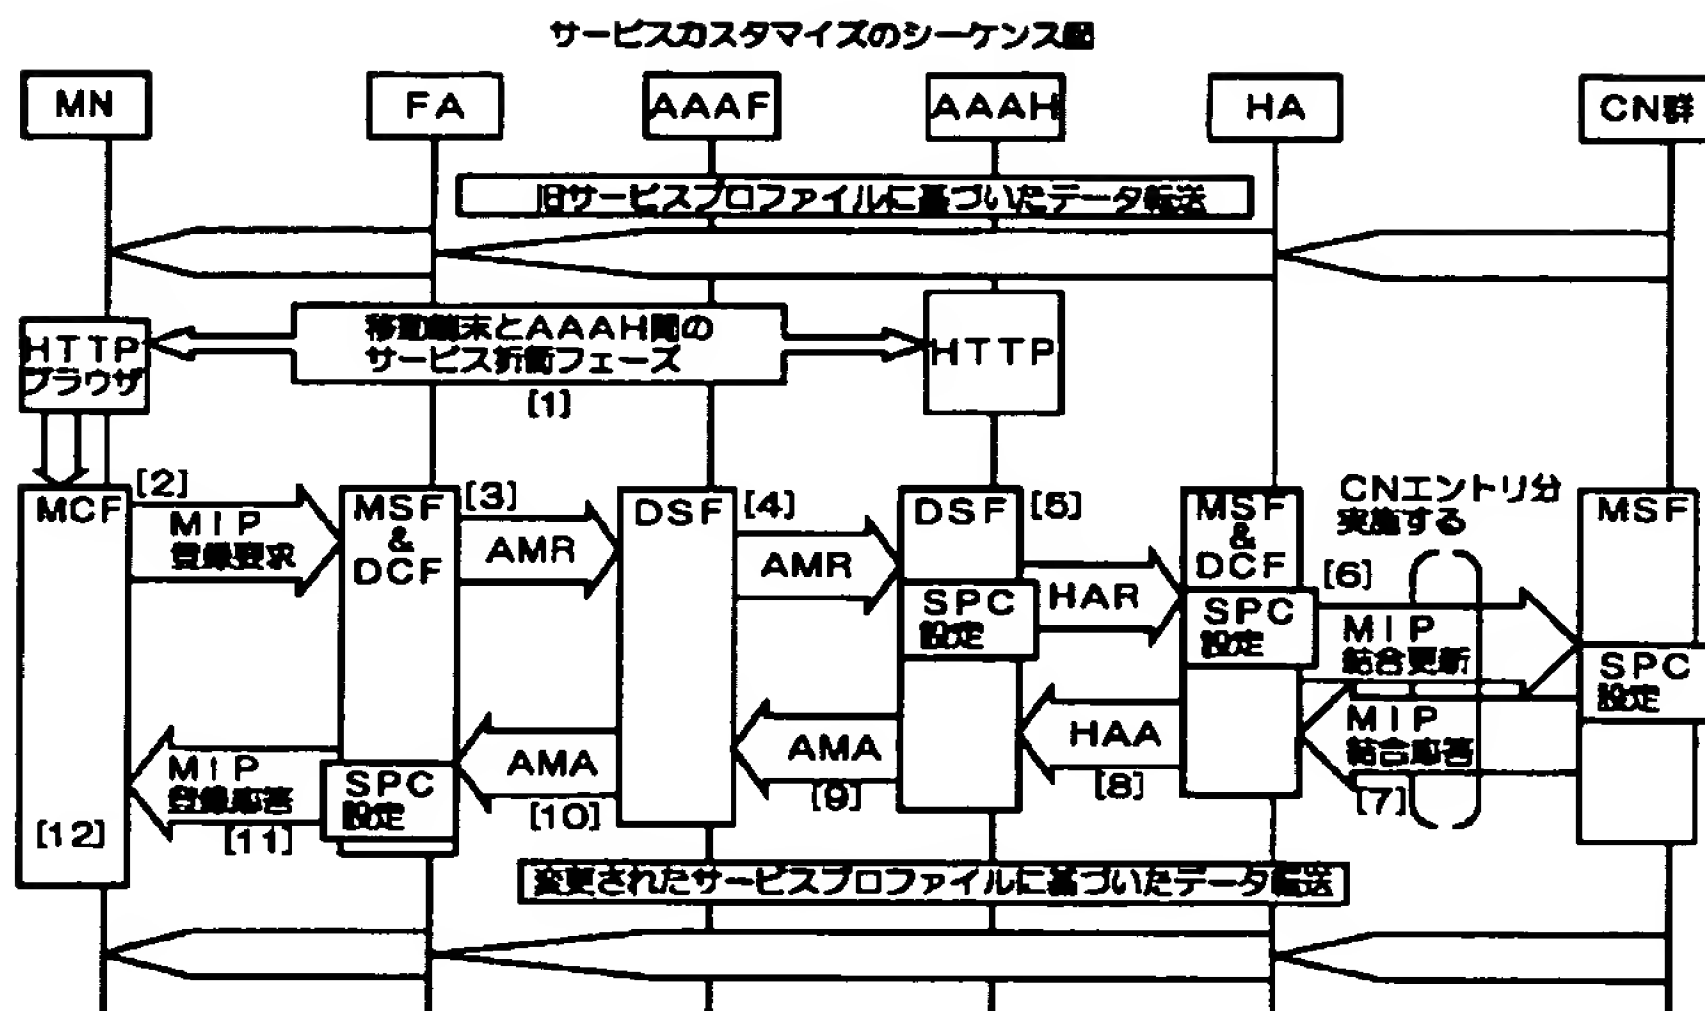 サービスカスタマイズのシーケンス図
MN
FA
AAAF
AAAH
HA
CN群
旧サービスプロファイルに基づいたデータ転送
HTTP
ブラウザ
移動端末とAAAH間の
サービス折衝フェーズ
[1]
HTTP
MCF
[2]
MIP
登録要求
MSF
&
DCF
[3]
AMR
DSF
[4]
AMR
DSF
[5]
SPC
設定
HAR
MSF
&
DCF
SPC
設定
CNエントリ分
実施する
[6]
MIP
結合更新
MSF
SPC
設定
MIP
結合応答
[7]
HAA
[8]
AMA
[9]
AMA
[10]
SPC
設定
MIP
登録応答
[11]
[12]
変更されたサービスプロファイルに基づいたデータ転送